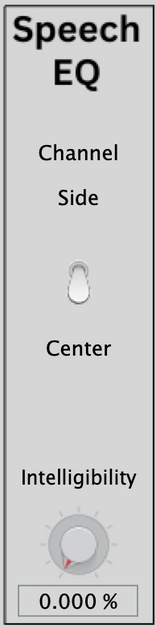 Speech
EQ
Channel
Side
Center
Intelligibility
0.000 %